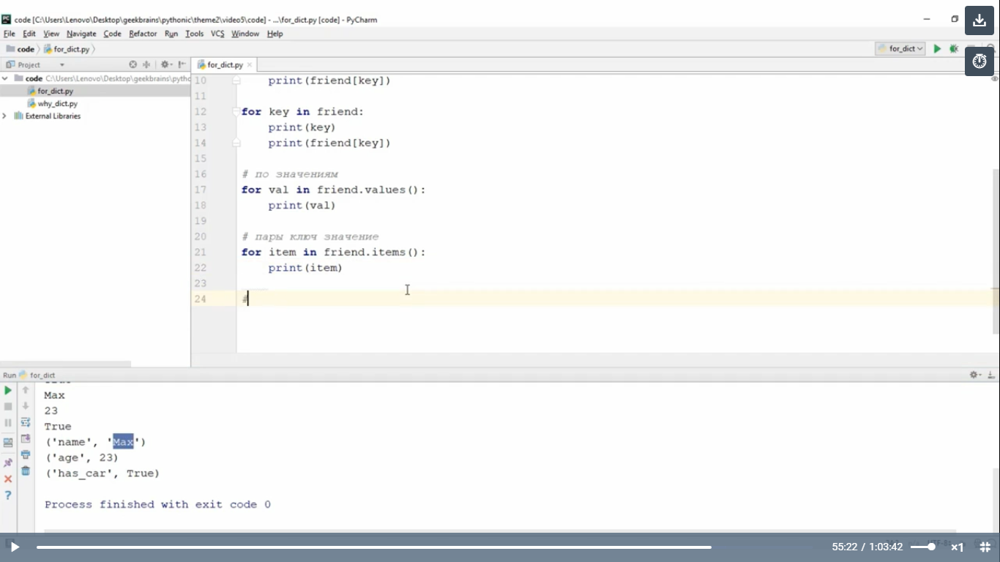 code [C:\Users\Lenovo\Desktop\geekbrains\pythonic\theme2\video5\code] - ...\for_dict.py [code] - PyCharm
File Edit View Navigate Code Refactor Run Tools VCS Window Help
code for_dict.py
for_dict
Project
for_dict.py
code C:\Users\Lenovo\Desktop\geekbrains\pytho
for_dict.py
why_dict.py
External Libraries
10 print(friend[key])
11
12 for key in friend:
13 print(key)
14 print(friend[key])
15
16 # по значениям
17 for val in friend.values():
18 print(val)
19
20 # пары ключ значение
21 for item in friend.items():
22 print(item)
23
24 #
Run for_dict
Max
23
True
('name', 'Max')
('age', 23)
('has_car', True)
Process finished with exit code 0
55:22 / 1:03:42 ×1